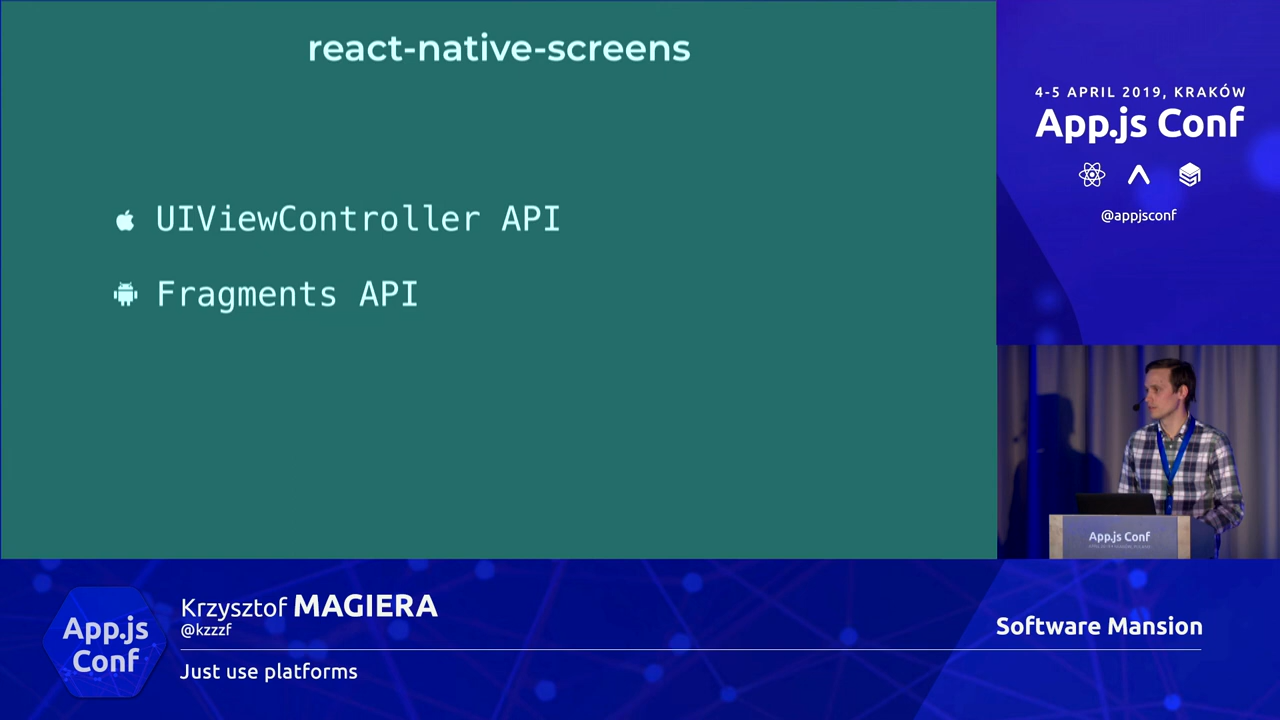 react-native-screens
UIViewController API
Fragments API
4-5 APRIL 2019, KRAKÓW
App.js Conf
@appjsconf
App.js Conf
App.js
Conf
Krzysztof MAGIERA
@kzzzf
Just use platforms
Software Mansion